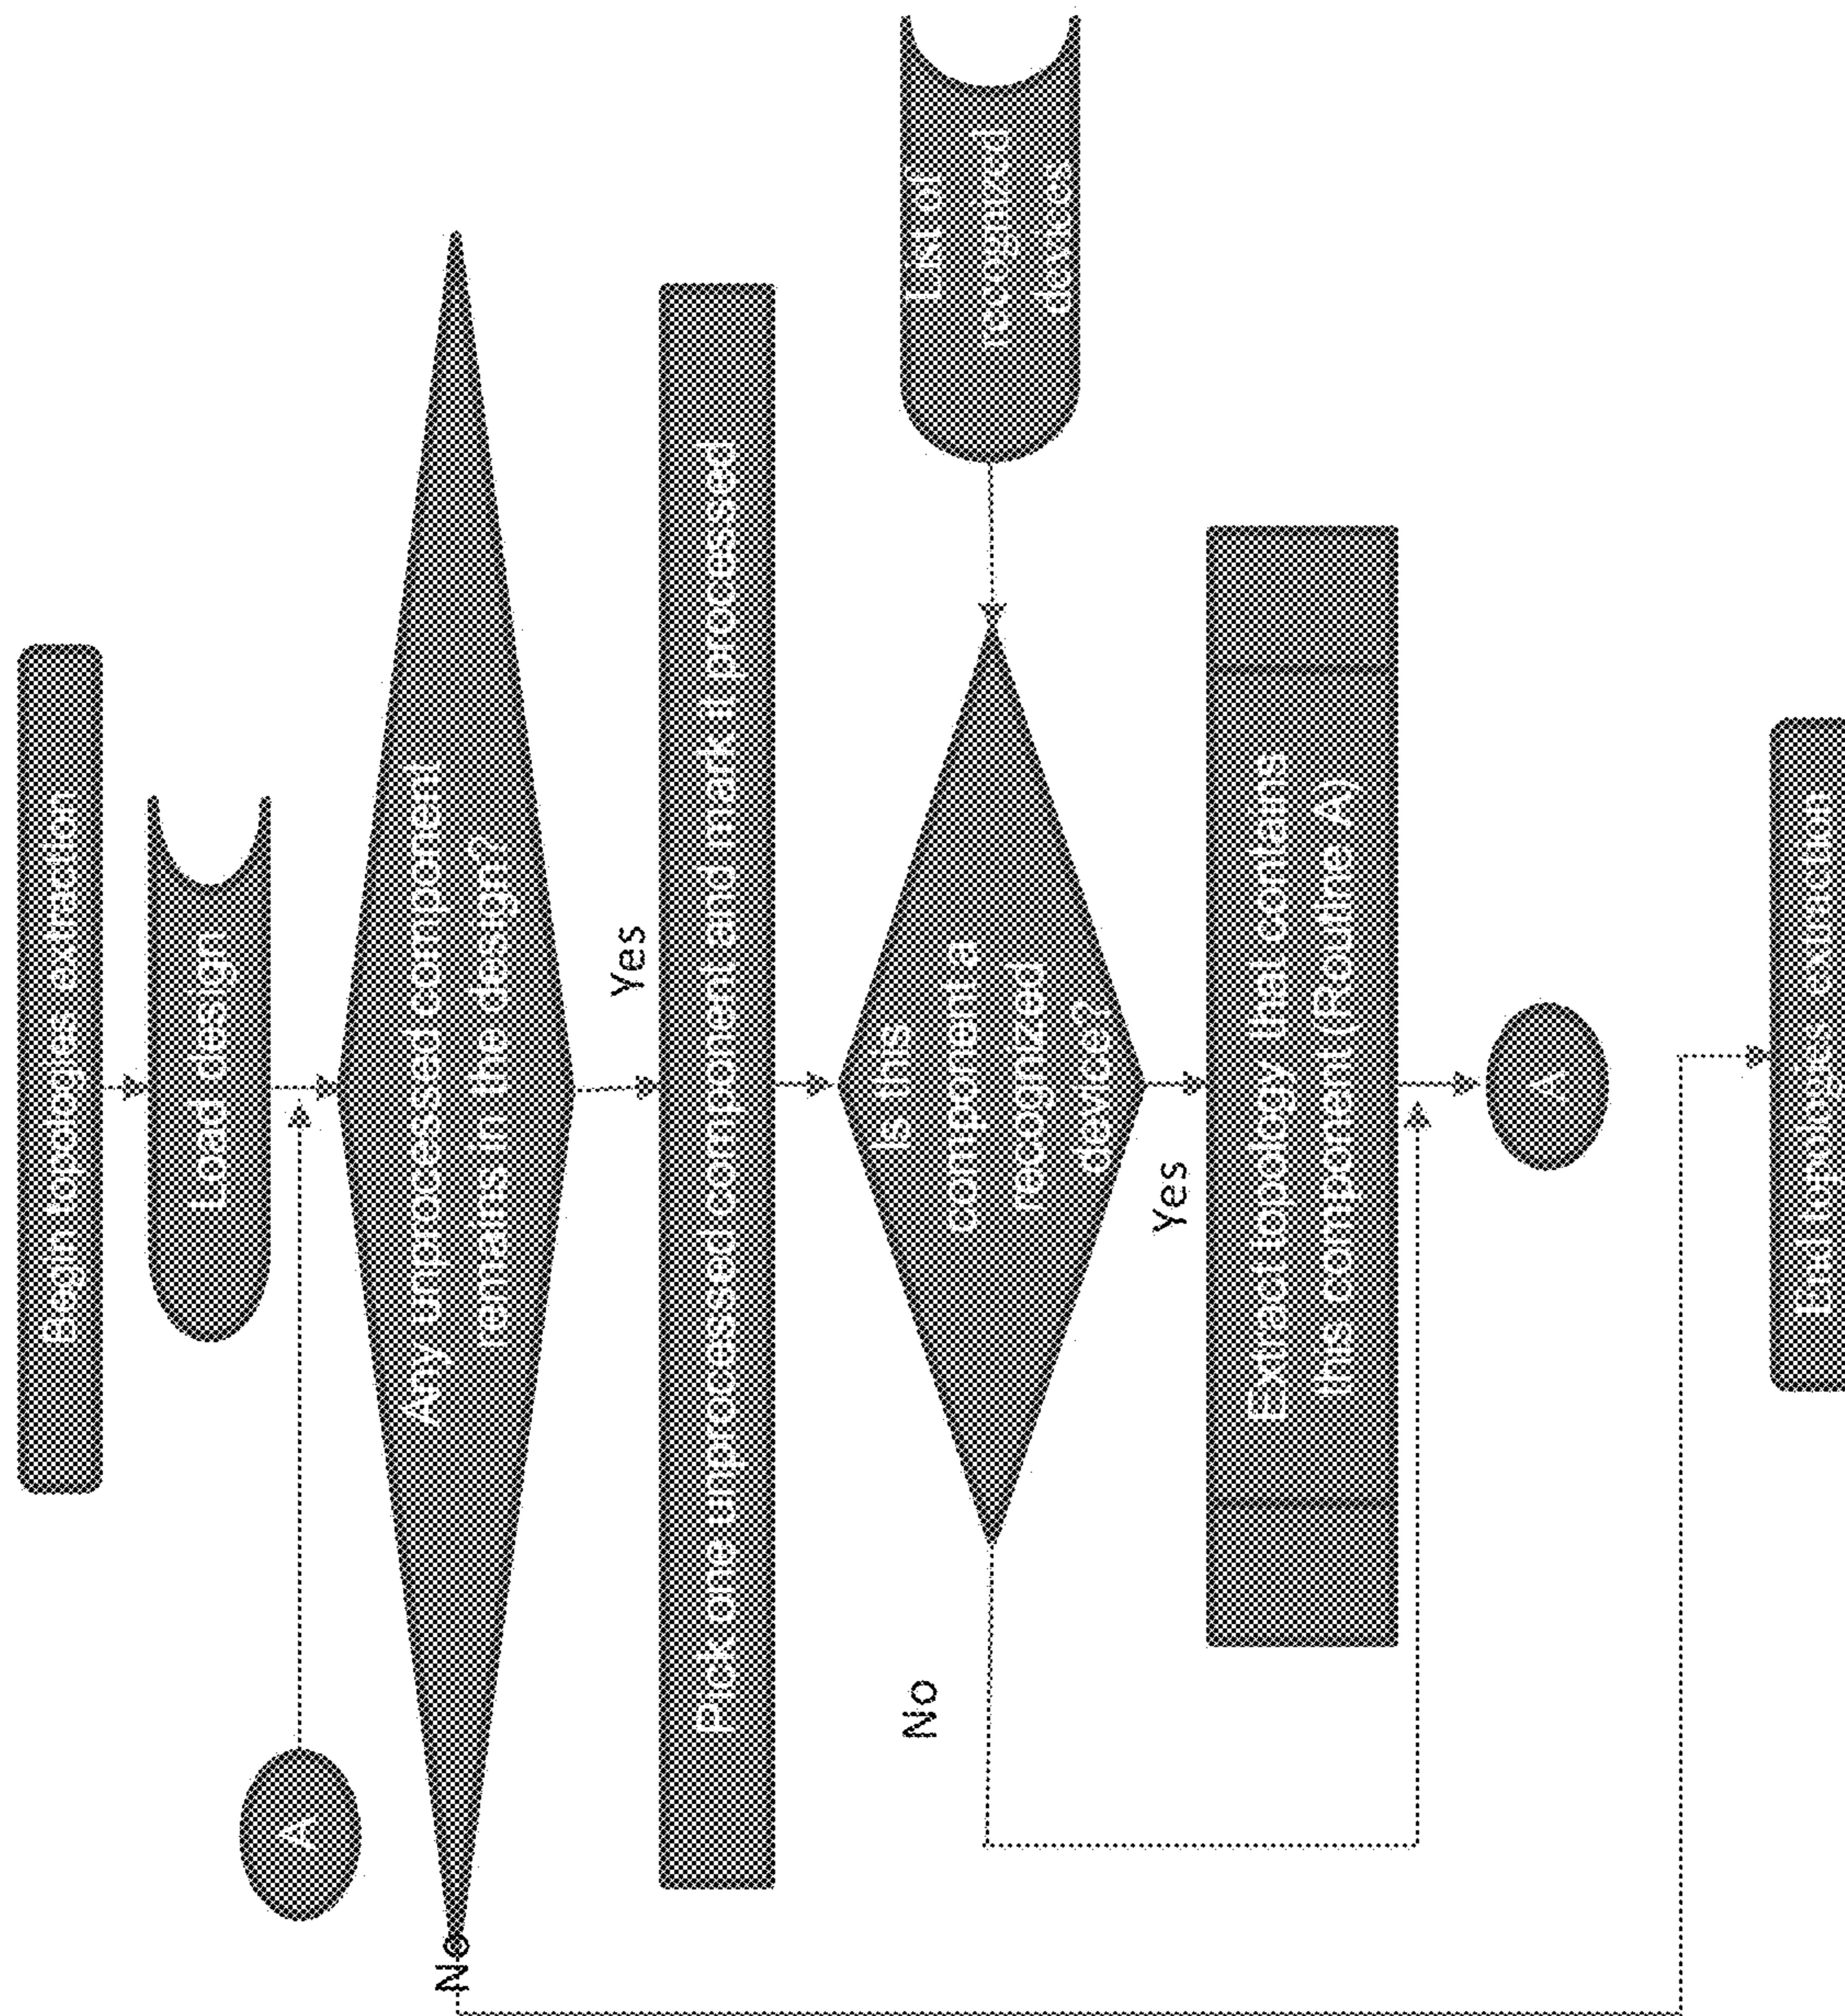 Begin topologies extraction
Load design
A
Any unprocessed component
remains in the design?
No
Yes
Pick one unprocessed component and mark it processed
Is this
component a
recognized
device?
List of
recognized
devices
No
Yes
Extract topology that contains
this component (Routine A)
A
End topologies extraction